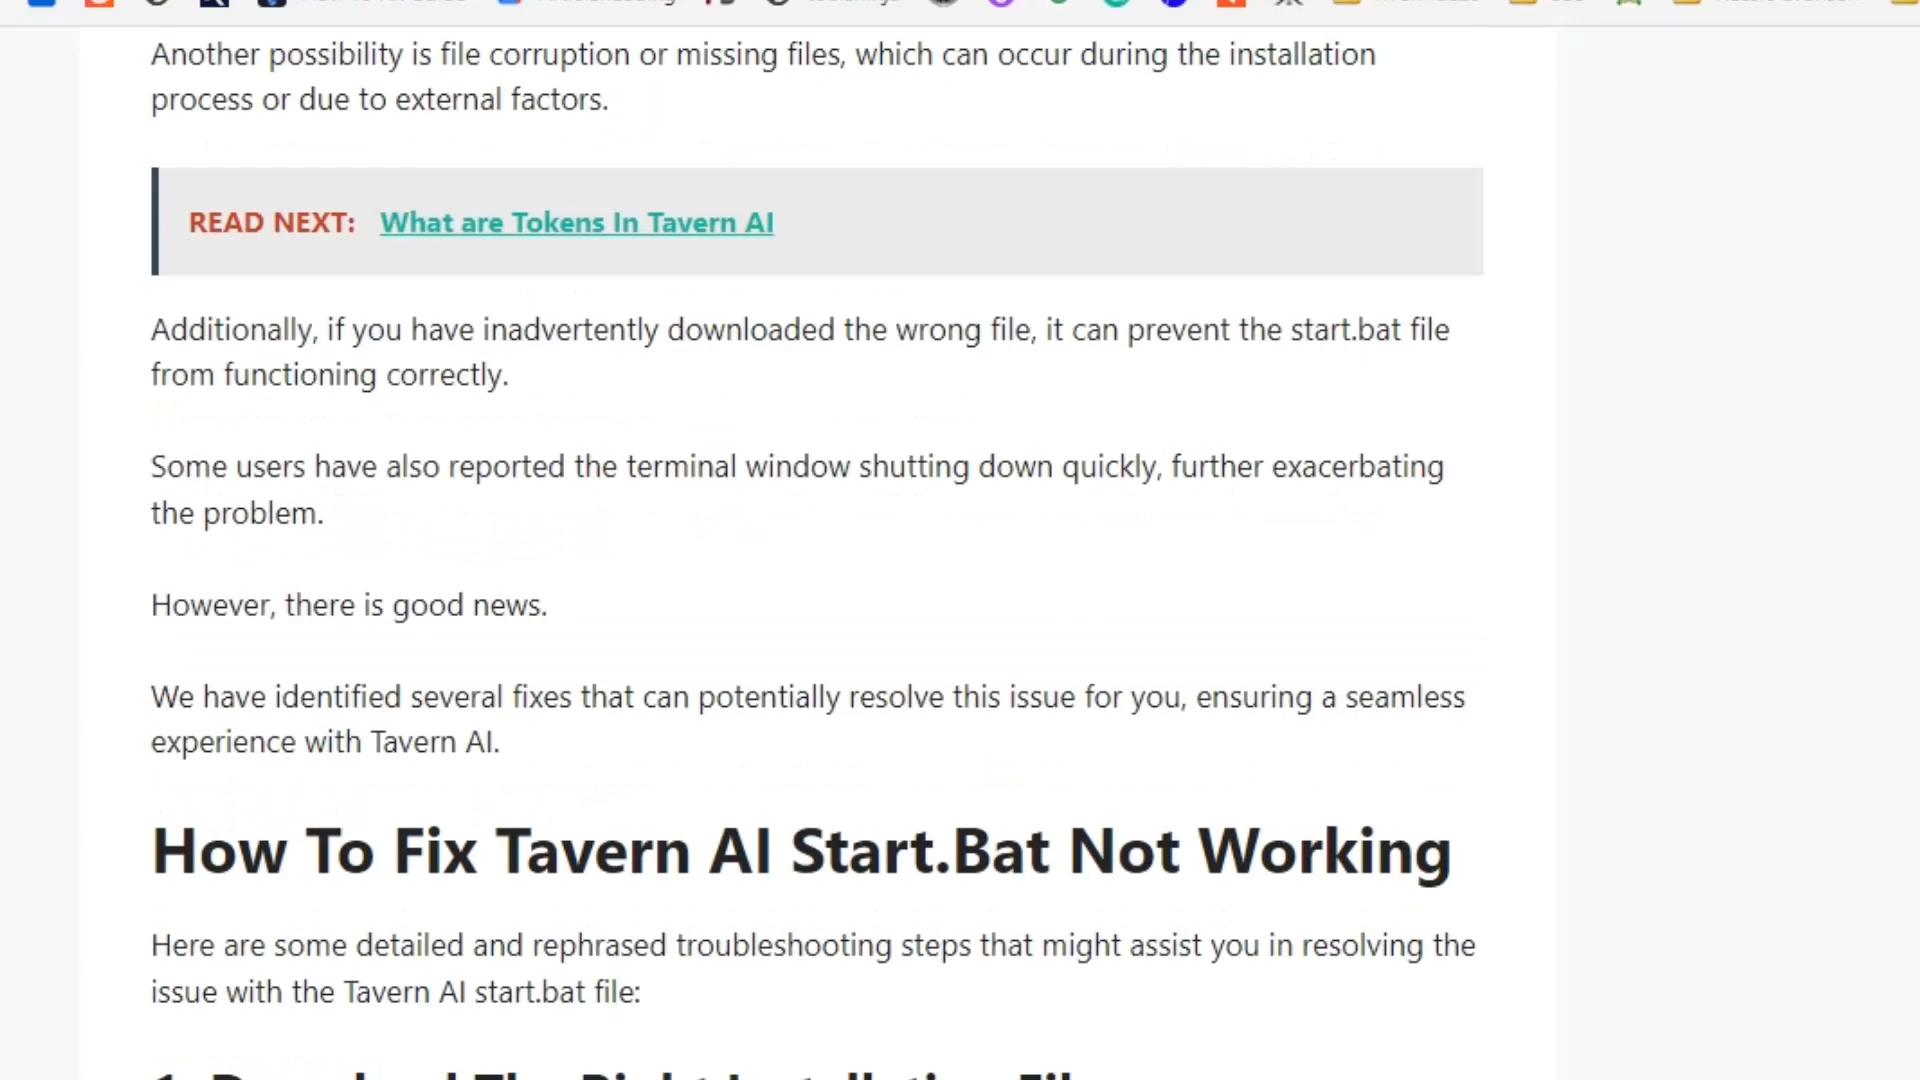 Another possibility is file corruption or missing files, which can occur during the installation
process or due to external factors.
READ NEXT: What are Tokens In Tavern AI
Additionally, if you have inadvertently downloaded the wrong file, it can prevent the start.bat file
from functioning correctly.
Some users have also reported the terminal window shutting down quickly, further exacerbating
the problem.
However, there is good news.
We have identified several fixes that can potentially resolve this issue for you, ensuring a seamless
experience with Tavern AI.
How To Fix Tavern AI Start.Bat Not Working
Here are some detailed and rephrased troubleshooting steps that might assist you in resolving the
issue with the Tavern AI start.bat file: